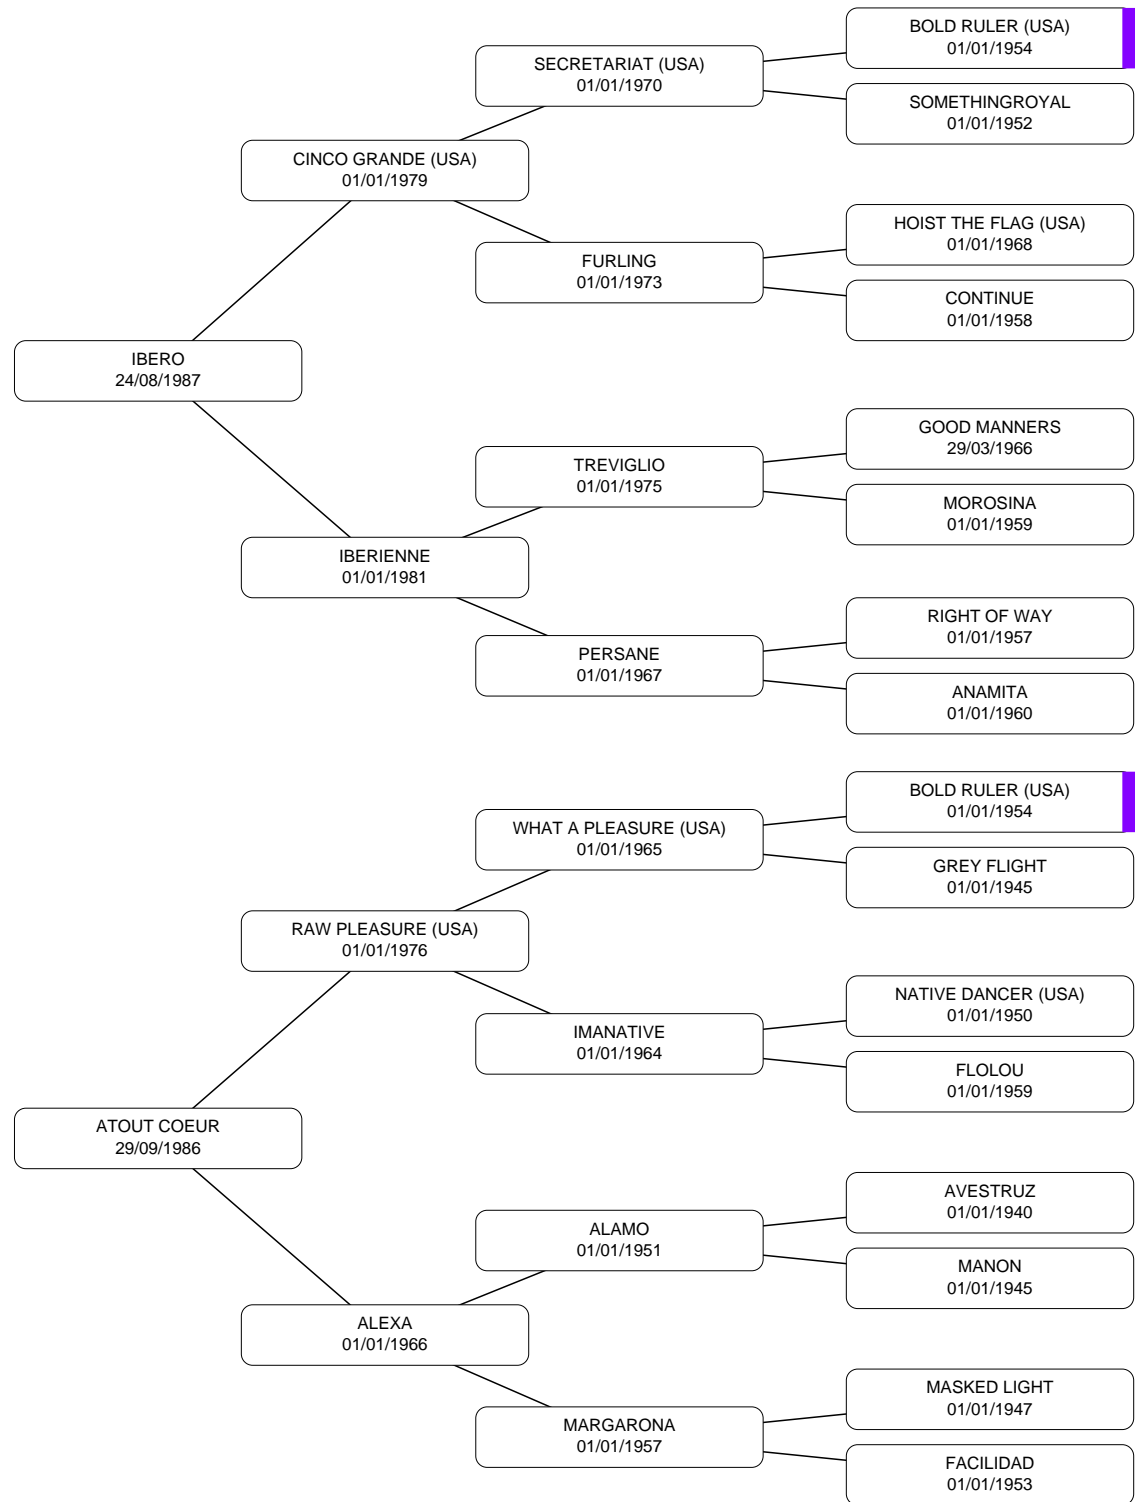 BOLD RULER (USA)
01/01/1954
SECRETARIAT (USA)
01/01/1970
SOMETHINGROYAL
01/01/1952
CINCO GRANDE (USA)
01/01/1979
HOIST THE FLAG (USA)
01/01/1968
FURLING
01/01/1973
CONTINUE
01/01/1958
IBERO
24/08/1987
GOOD MANNERS
29/03/1966
TREVIGLIO
01/01/1975
MOROSINA
01/01/1959
IBERIENNE
01/01/1981
RIGHT OF WAY
01/01/1957
PERSANE
01/01/1967
ANAMITA
01/01/1960
BOLD RULER (USA)
01/01/1954
WHAT A PLEASURE (USA)
01/01/1965
GREY FLIGHT
01/01/1945
RAW PLEASURE (USA)
01/01/1976
NATIVE DANCER (USA)
01/01/1950
IMANATIVE
01/01/1964
FLOLOU
01/01/1959
ATOUT COEUR
29/09/1986
AVESTRUZ
01/01/1940
ALAMO
01/01/1951
MANON
01/01/1945
ALEXA
01/01/1966
MASKED LIGHT
01/01/1947
MARGARONA
01/01/1957
FACILIDAD
01/01/1953